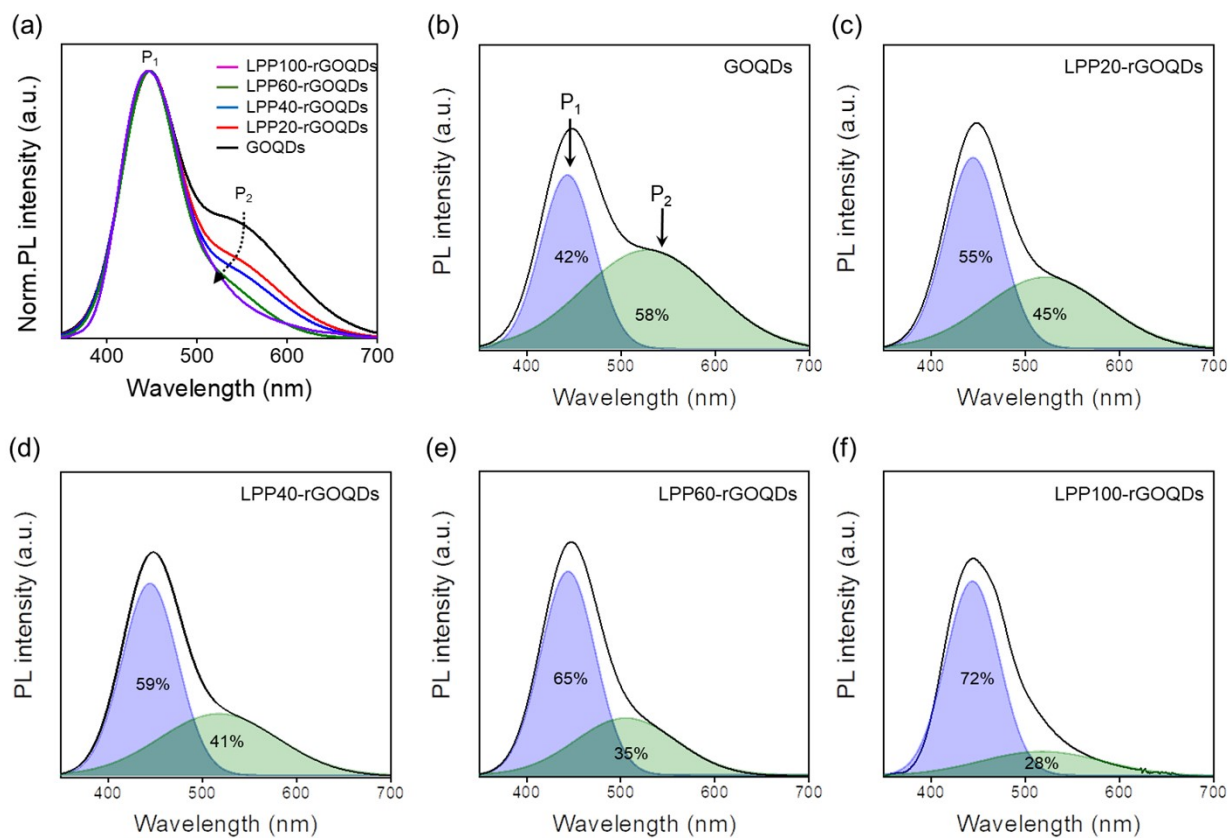 (a)
P₁
LPP100-rGOQDs
LPP60-rGOQDs
LPP40-rGOQDs
LPP20-rGOQDs
GOQDs
P₂
Norm.PL intensity (a.u.)
400 500 600 700
Wavelength (nm)
(b)
GOQDs
P₁
P₂
42%
58%
PL intensity (a.u.)
400 500 600 700
Wavelength (nm)
(c)
LPP20-rGOQDs
55%
45%
PL intensity (a.u.)
400 500 600 700
Wavelength (nm)
(d)
LPP40-rGOQDs
59%
41%
PL intensity (a.u.)
400 500 600 700
Wavelength (nm)
(e)
LPP60-rGOQDs
65%
35%
PL intensity (a.u.)
400 500 600 700
Wavelength (nm)
(f)
LPP100-rGOQDs
72%
28%
PL intensity (a.u.)
400 500 600 700
Wavelength (nm)